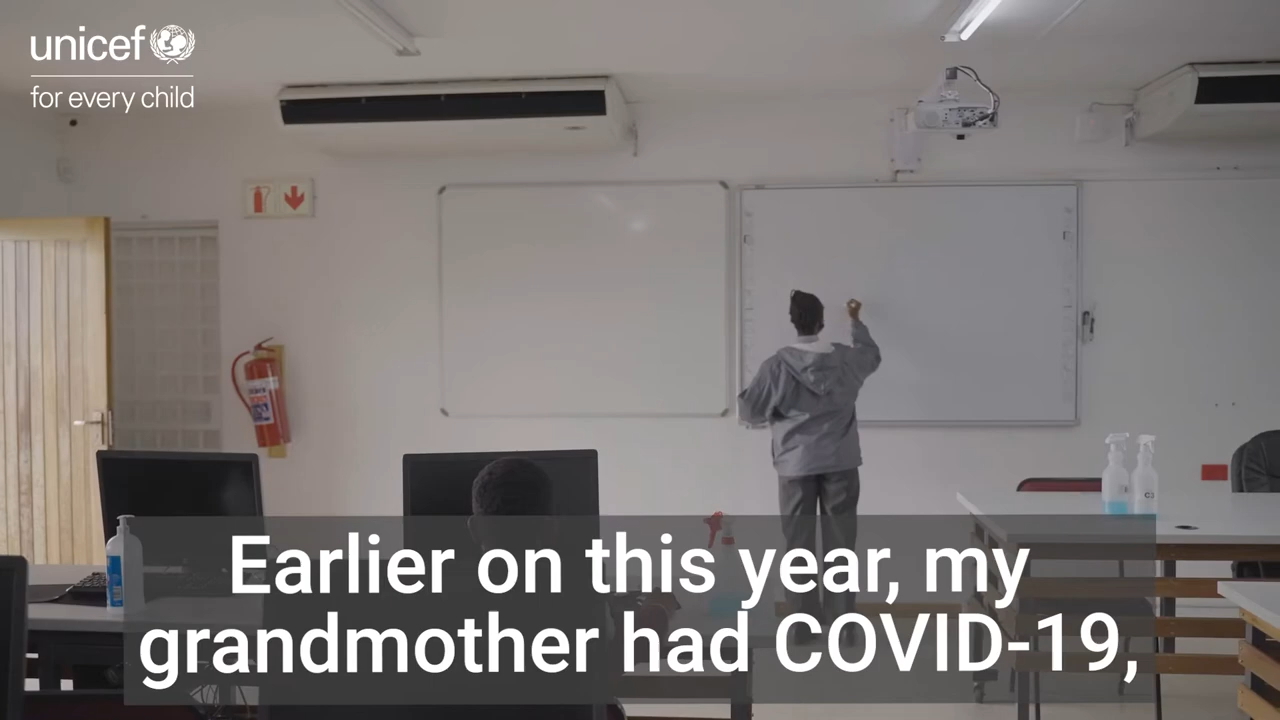 unicef
for every child
Earlier on this year, my
grandmother had COVID-19,